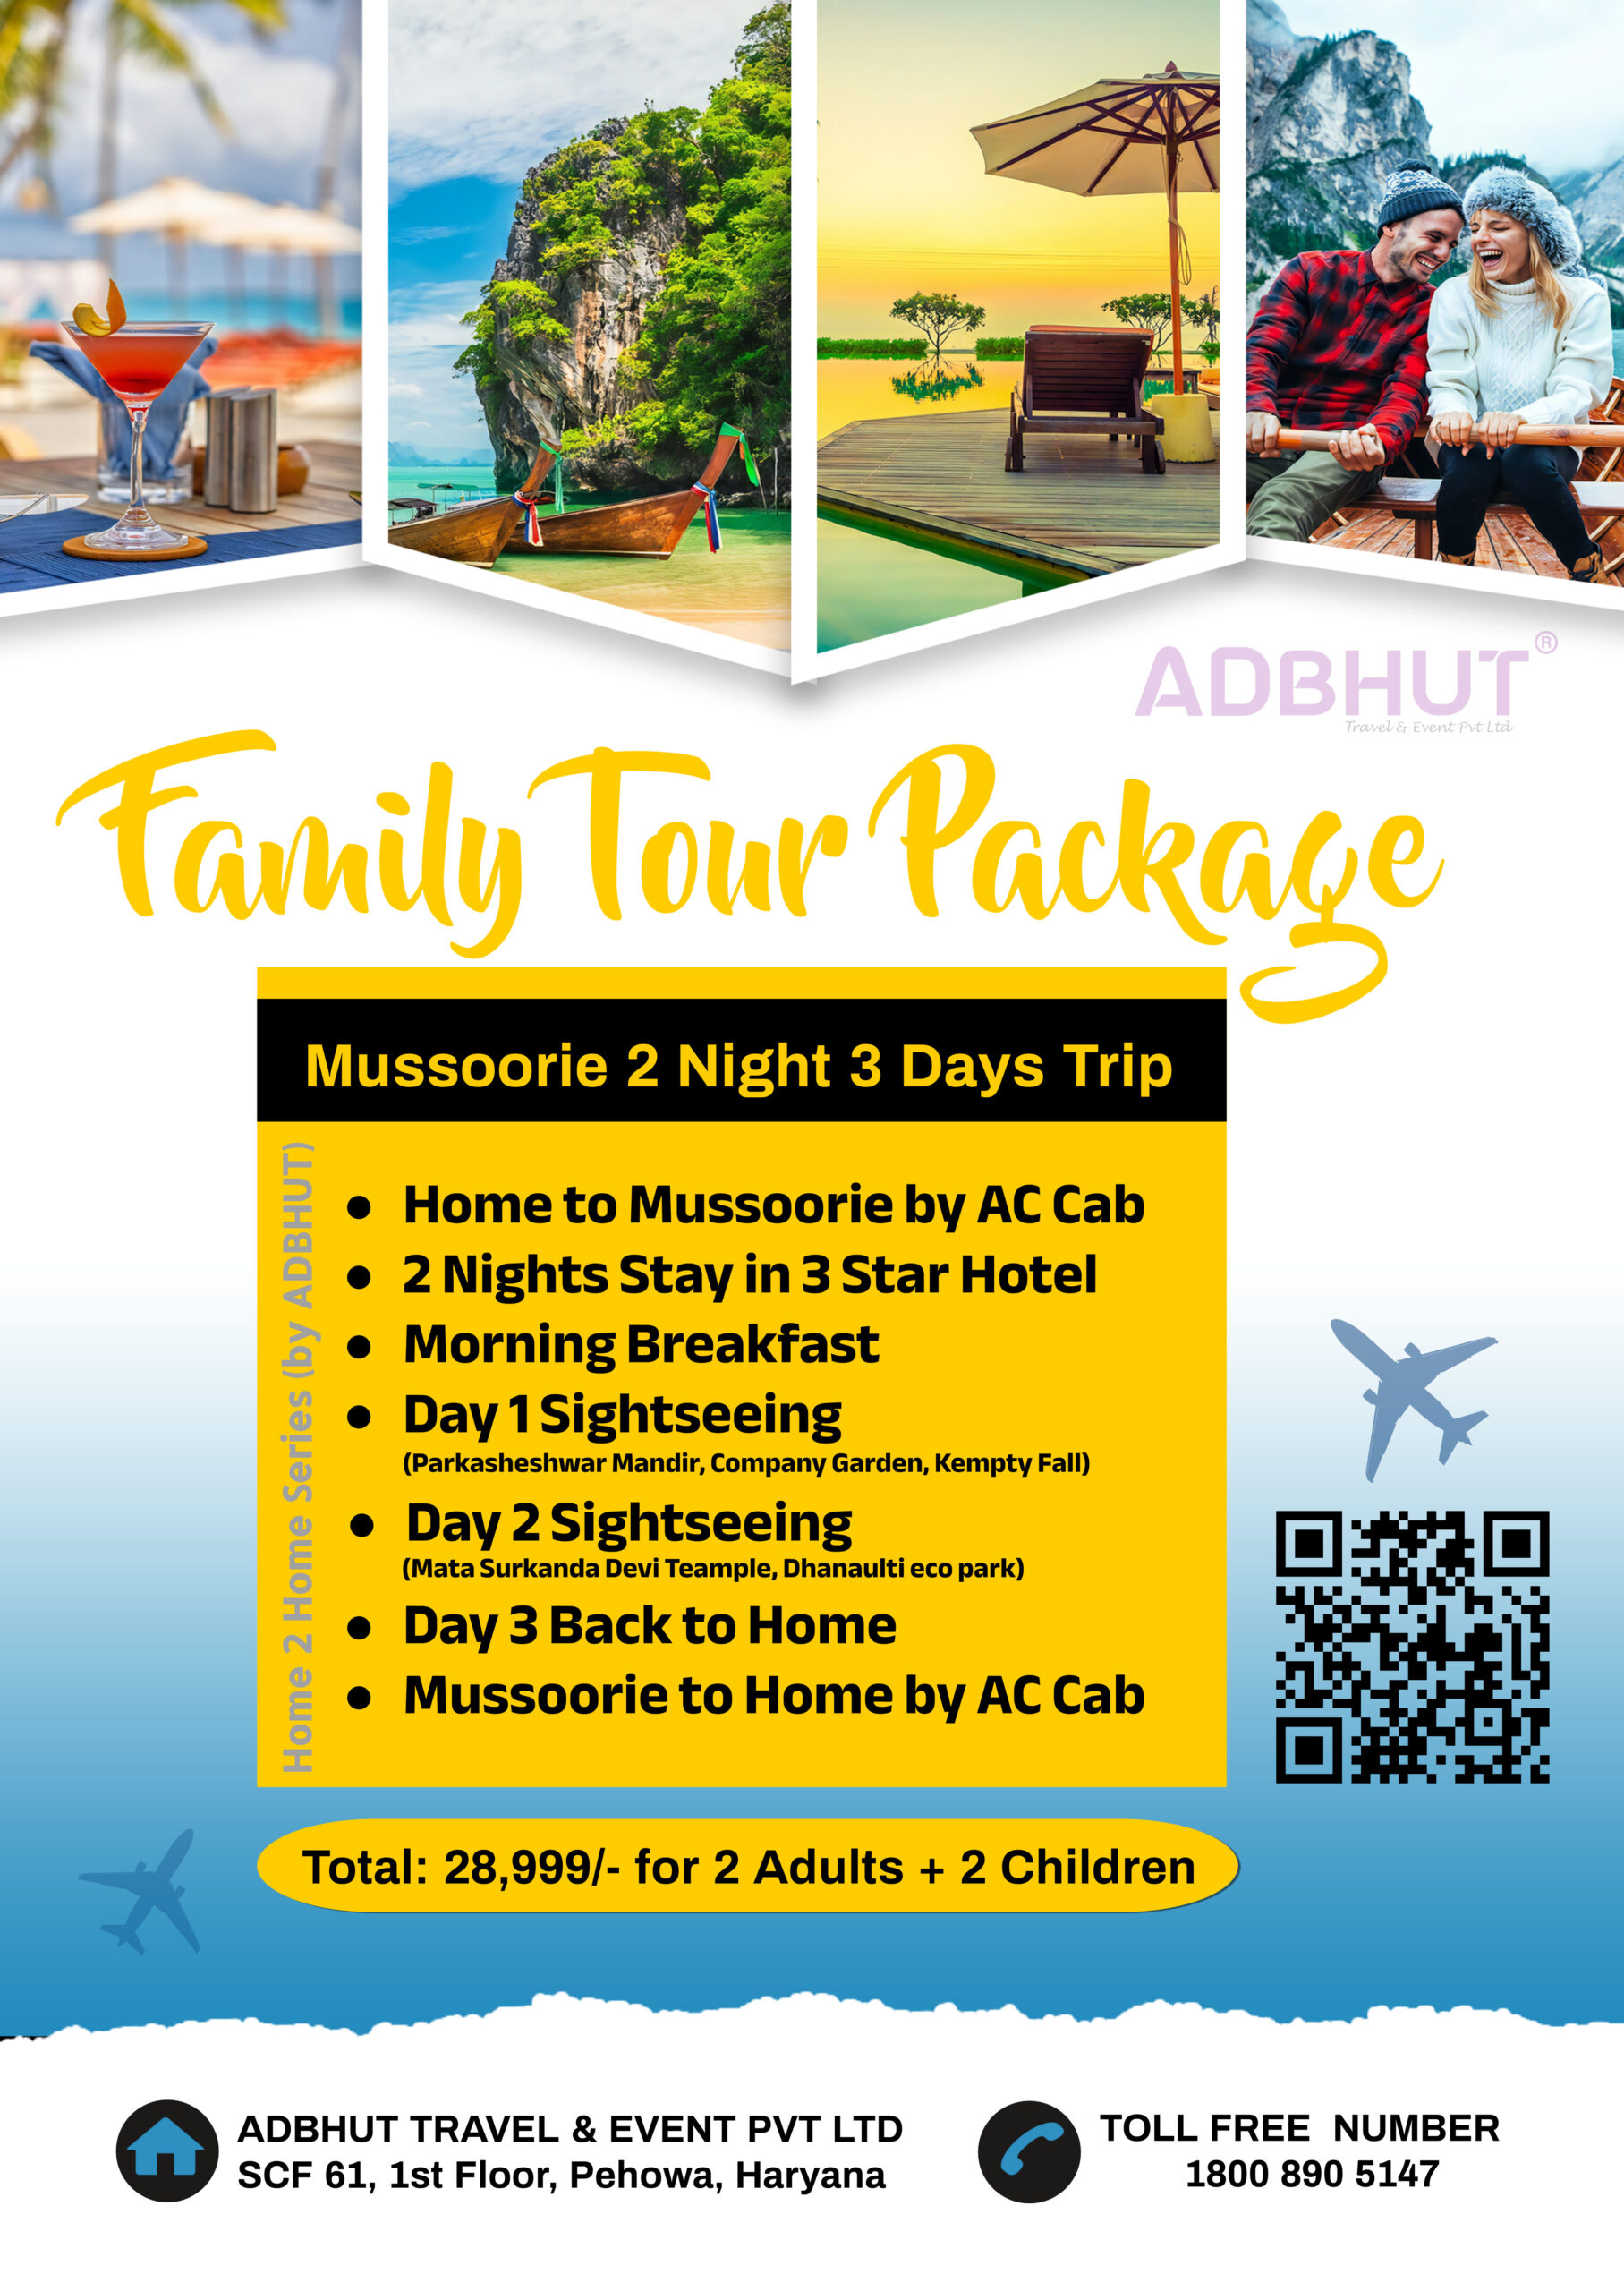 ADBHUT®
Travel & Event Pvt Ltd
Family Tour Package
Mussoorie 2 Night 3 Days Trip
Home 2 Home Series (by ADBHUT)
● Home to Mussoorie by AC Cab
● 2 Nights Stay in 3 Star Hotel
● Morning Breakfast
● Day 1 Sightseeing
(Parkasheshwar Mandir, Company Garden, Kempty Fall)
● Day 2 Sightseeing
(Mata Surkanda Devi Teample, Dhanaulti eco park)
● Day 3 Back to Home
● Mussoorie to Home by AC Cab
Total: 28,999/- for 2 Adults + 2 Children
ADBHUT TRAVEL & EVENT PVT LTD
SCF 61, 1st Floor, Pehowa, Haryana
TOLL FREE NUMBER
1800 890 5147